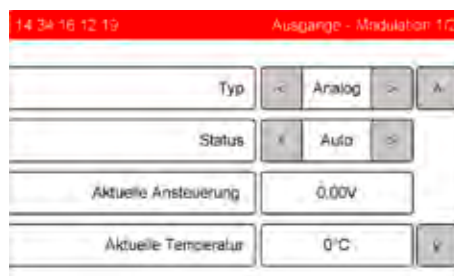 14 34 16 12 19 Ausgänge - Modulation 1/2
Typ < Analog > ^
Status < Auto >
Aktuelle Ansteuerung 0.00V
Aktuelle Temperatur 0°C v